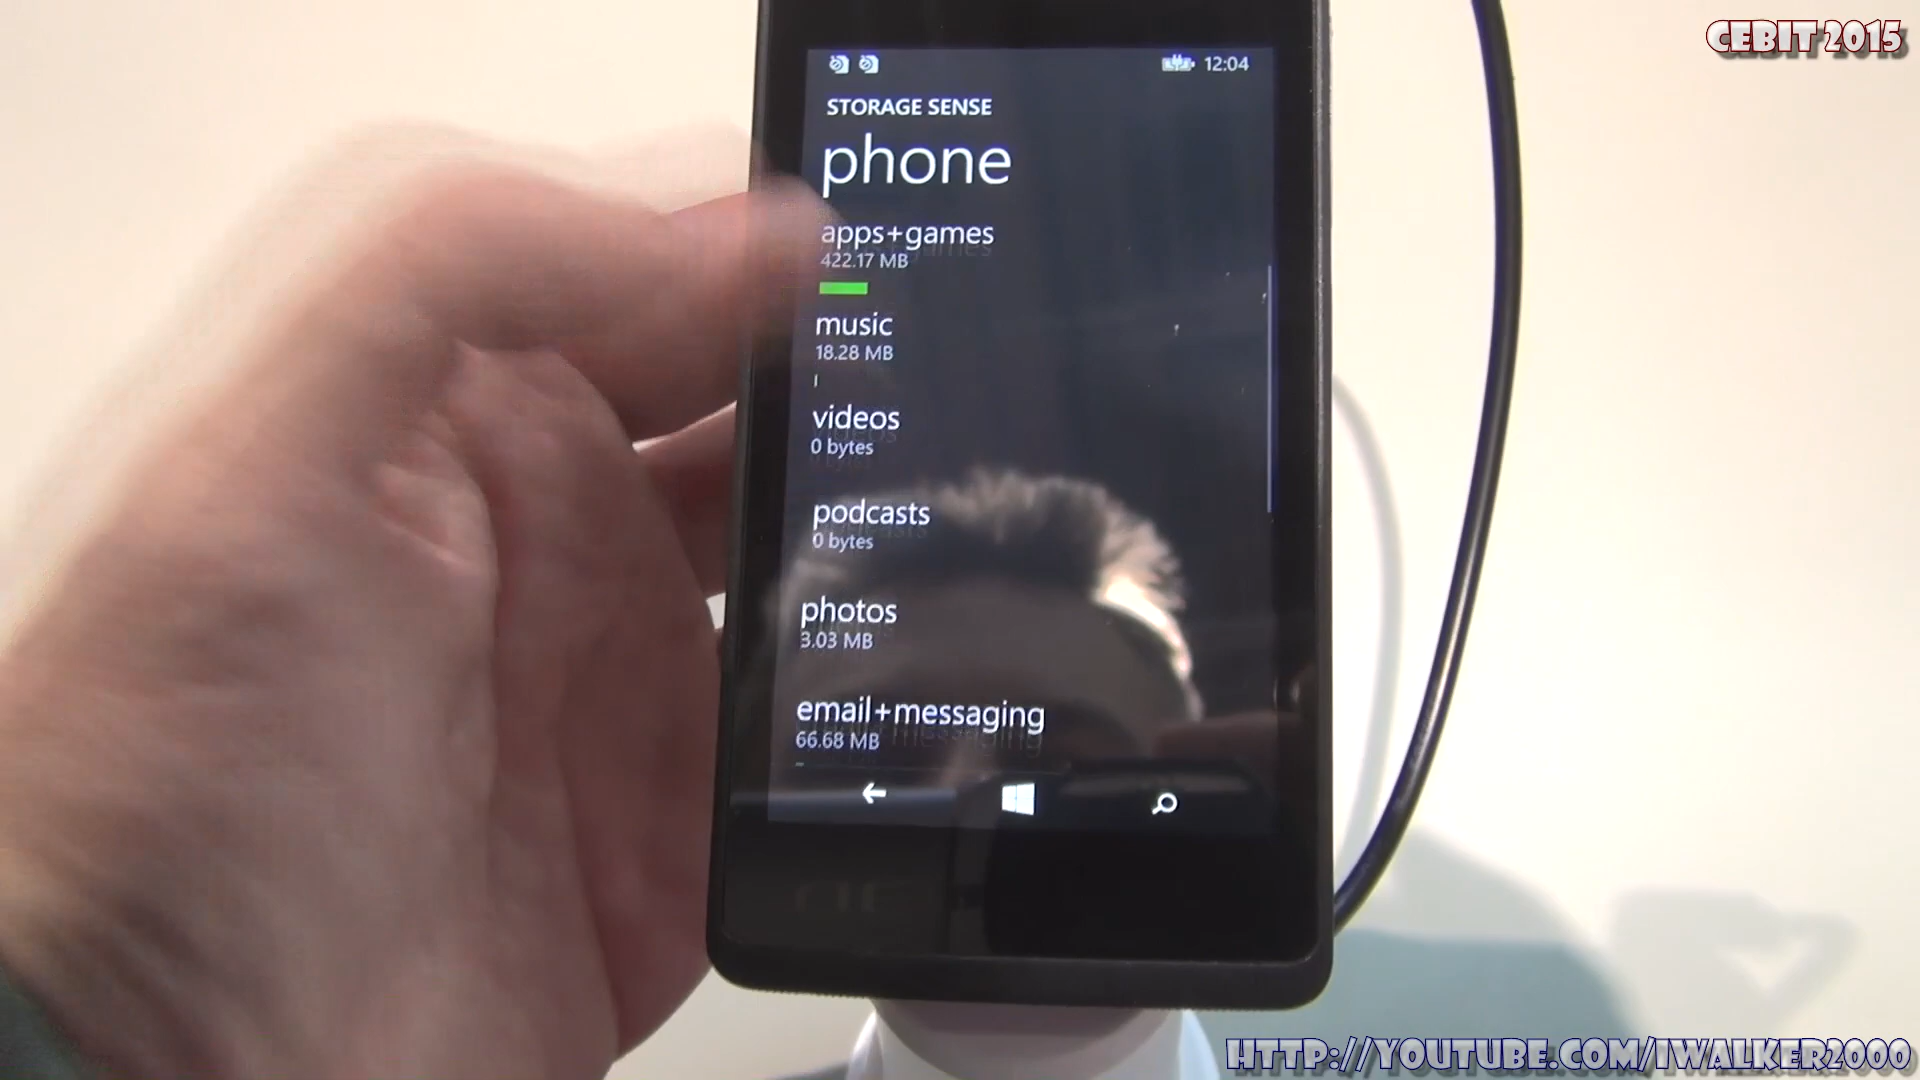 CEBIT 2015
12:04
STORAGE SENSE
phone
apps+games
422.17 MB
music
18.28 MB
videos
0 bytes
podcasts
0 bytes
photos
3.03 MB
email+messaging
66.68 MB
HTTP://YOUTUBE.COM/1WALKER2000